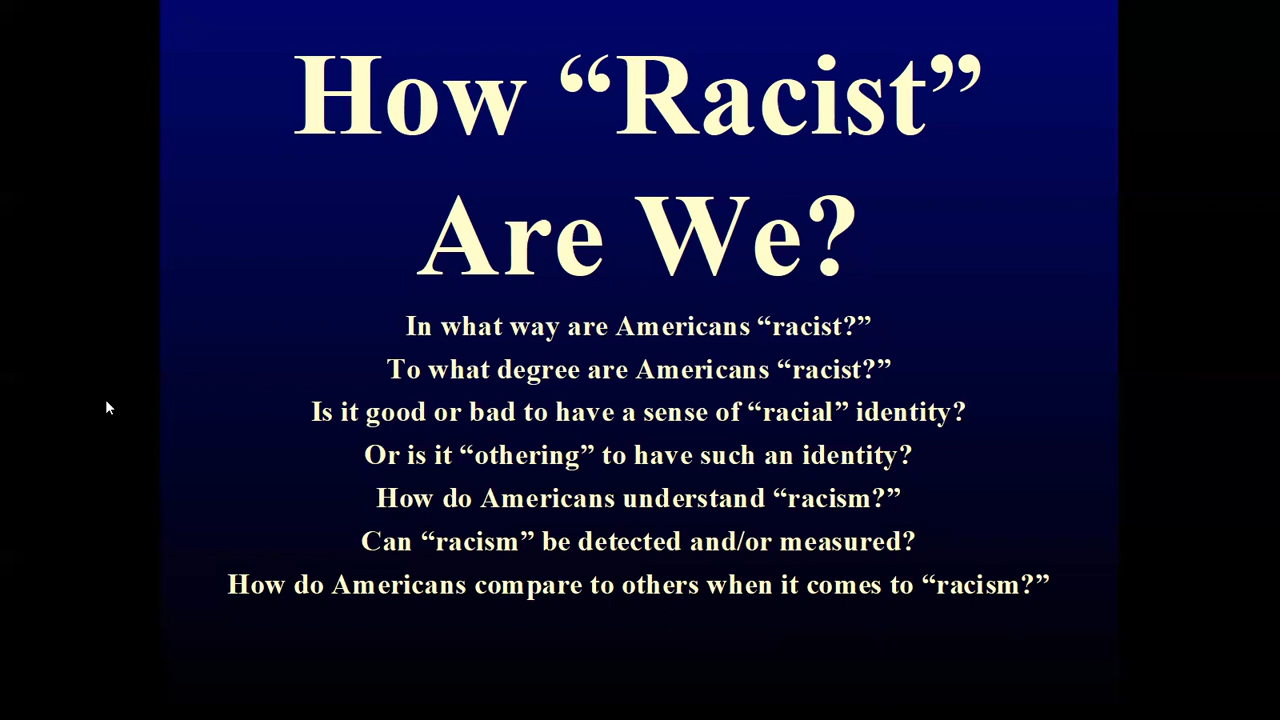 How “Racist”
Are We?
In what way are Americans “racist?”
To what degree are Americans “racist?”
Is it good or bad to have a sense of “racial” identity?
Or is it “othering” to have such an identity?
How do Americans understand “racism?”
Can “racism” be detected and/or measured?
How do Americans compare to others when it comes to “racism?”